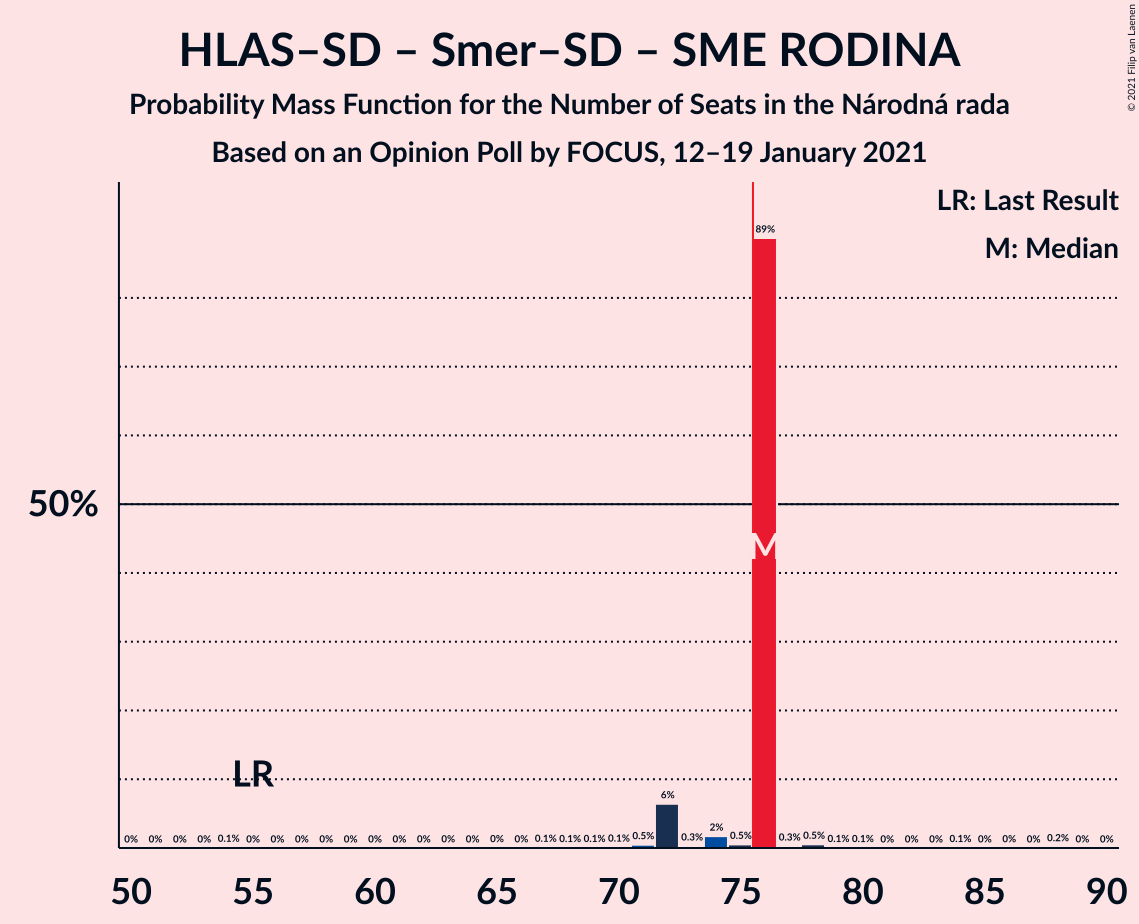 HLAS–SD – Smer–SD – SME RODINA
Probability Mass Function for the Number of Seats in the Národná rada
Based on an Opinion Poll by FOCUS, 12–19 January 2021
© 2021 Filip van Laenen
LR: Last Result
M: Median
89%
50%
M
LR
6%
2%
0% 0% 0% 0% 0.1% 0% 0% 0% 0% 0% 0% 0% 0% 0% 0% 0% 0% 0.1% 0.1% 0.1% 0.1% 0.5% 0.3% 0.5% 0.3% 0.5% 0.1% 0.1% 0% 0% 0% 0.1% 0% 0% 0% 0.2% 0% 0%
50 55 60 65 70 75 80 85 90